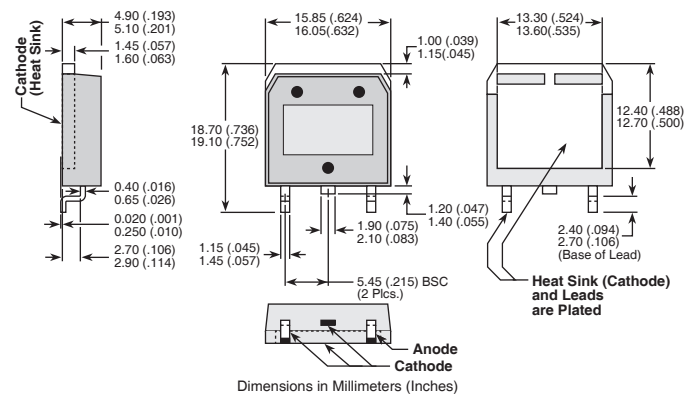 4.90 (.193)
5.10 (.201)
1.45 (.057)
1.60 (.063)
Cathode
(Heat Sink)
0.40 (.016)
0.65 (.026)
0.020 (.001)
0.250 (.010)
2.70 (.106)
2.90 (.114)
15.85 (.624)
16.05(.632)
1.00 (.039)
1.15(.045)
18.70 (.736)
19.10 (.752)
1.20 (.047)
1.40 (.055)
1.90 (.075)
2.10 (.083)
1.15 (.045)
1.45 (.057)
5.45 (.215) BSC
(2 Plcs.)
13.30 (.524)
13.60(.535)
12.40 (.488)
12.70 (.500)
2.40 (.094)
2.70 (.106)
(Base of Lead)
Heat Sink (Cathode)
and Leads
are Plated
Anode
Cathode
Dimensions in Millimeters (Inches)